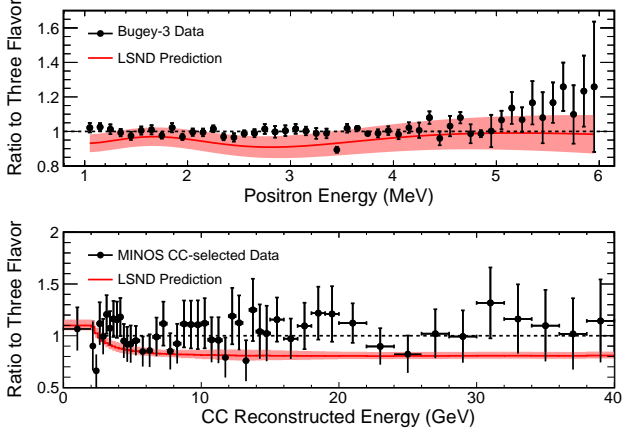 Ratio to Three Flavor
1.6
1.4
1.2
1
0.8
Bugey-3 Data
LSND Prediction
1 2 3 4 5 6
Positron Energy (MeV)
Ratio to Three Flavor
2
1.5
1
0.5
MINOS CC-selected Data
LSND Prediction
0 10 20 30 40
CC Reconstructed Energy (GeV)